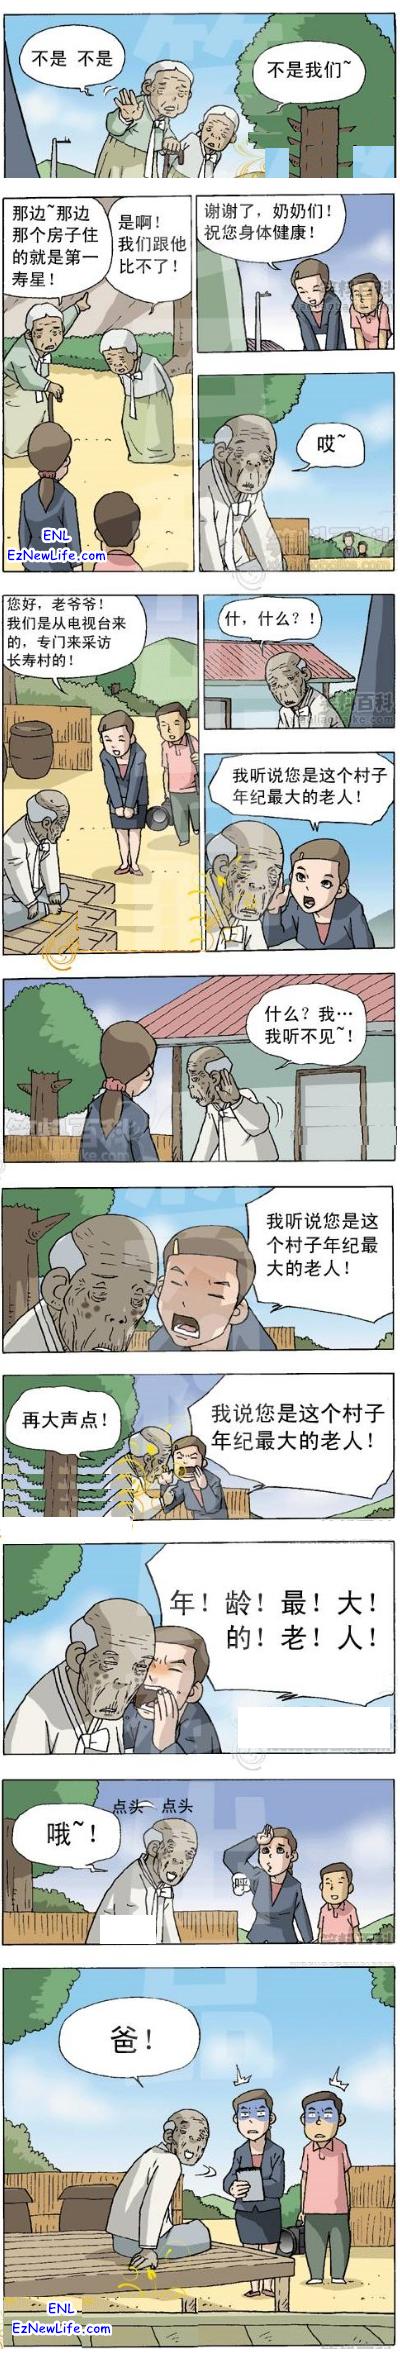 不是 不是
不是我们~
那边~那边
那个房子住
的就是第一
寿星!
是啊!
我们跟他
比不了!
谢谢了, 奶奶们!
祝您身体健康!
哎~
ENL
EzNewLife.com
您好, 老爷爷!
我们是从电视台来
的, 专门来采访
长寿村的!
什, 什么? !
我听说您是这个村子
年纪最大的老人!
什么? 我…
我听不见~!
我听说您是这
个村子年纪最
大的老人!
再大声点!
我说您是这个村子
年纪最大的老人!
年! 龄! 最! 大!
的! 老! 人!
哦~!
点头 点头
呼
爸!
ENL
EzNewLife.com